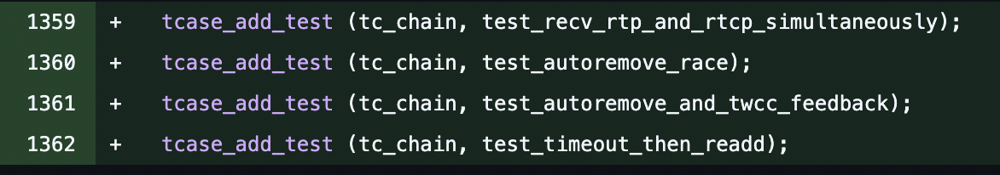 1359 + tcase_add_test (tc_chain, test_recv_rtp_and_rtcp_simultaneously);
1360 + tcase_add_test (tc_chain, test_autoremove_race);
1361 + tcase_add_test (tc_chain, test_autoremove_and_twcc_feedback);
1362 + tcase_add_test (tc_chain, test_timeout_then_readd);